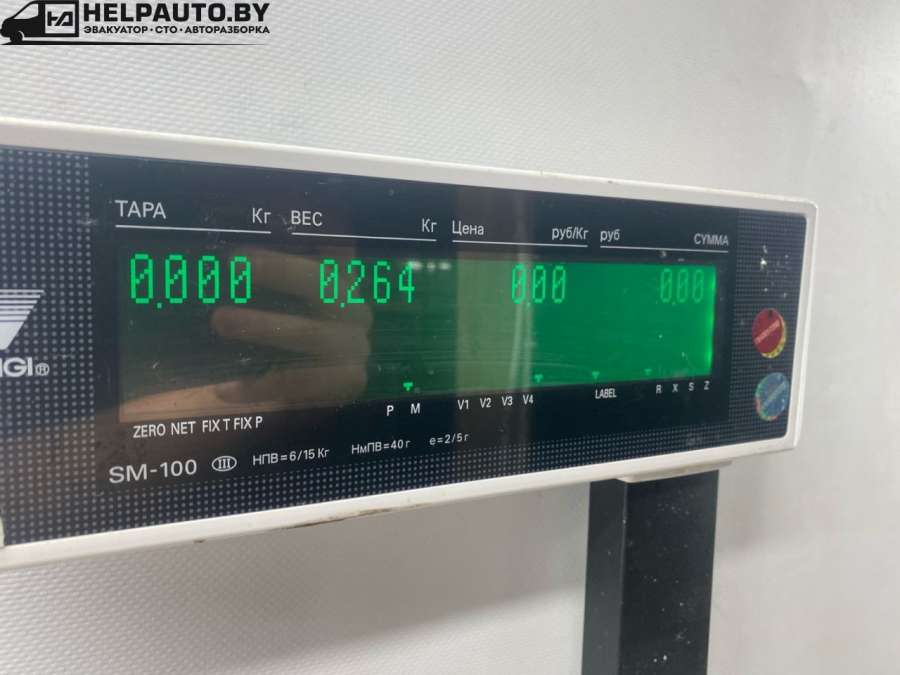 HELPAUTO.BY
ЭВАКУАТОР • СТО • АВТОРАЗБОРКА
ТАРА Кг ВЕС Кг Цена руб/Кг руб СУММА
0.000 0.264 0.00 0.00
GI®
P M V1 V2 V3 V4 LABEL R X S Z
ZERO NET FIX T FIX P
SM-100 III НПВ=6/15 Кг НмПВ=40 г e=2/5 г